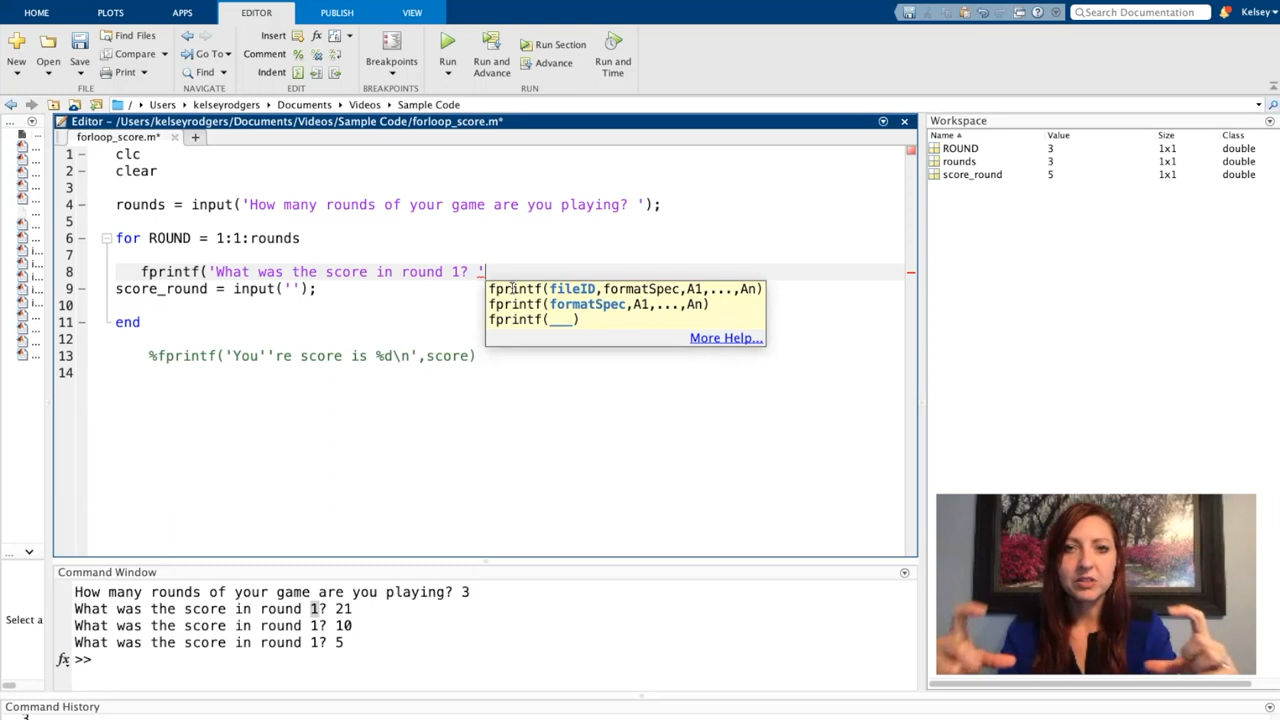 HOME PLOTS APPS EDITOR PUBLISH VIEW Search Documentation Kelsey
New Open Save Find Files Compare Print Go To Find Insert fx Comment % Indent Breakpoints Run Run and Advance Run Section Advance Run and Time
FILE NAVIGATE EDIT BREAKPOINTS RUN
/ Users kelseyrodgers Documents Videos Sample Code
Editor - /Users/kelseyrodgers/Documents/Videos/Sample Code/forloop_score.m*
forloop_score.m* +
1 clc
2 clear
3
4 rounds = input('How many rounds of your game are you playing? ');
5
6 for ROUND = 1:1:rounds
7
8 fprintf('What was the score in round 1? '
9 score_round = input('');
10
11 end
12
13 %fprintf('You''re score is %d\n',score)
14
fprintf(fileID,formatSpec,A1,...,An)
fprintf(formatSpec,A1,...,An)
fprintf(___)
More Help...
Workspace
Name Value Size Class
ROUND 3 1x1 double
rounds 3 1x1 double
score_round 5 1x1 double
Select a
Command Window
How many rounds of your game are you playing? 3
What was the score in round 1? 21
What was the score in round 1? 10
What was the score in round 1? 5
fx >>
Command History